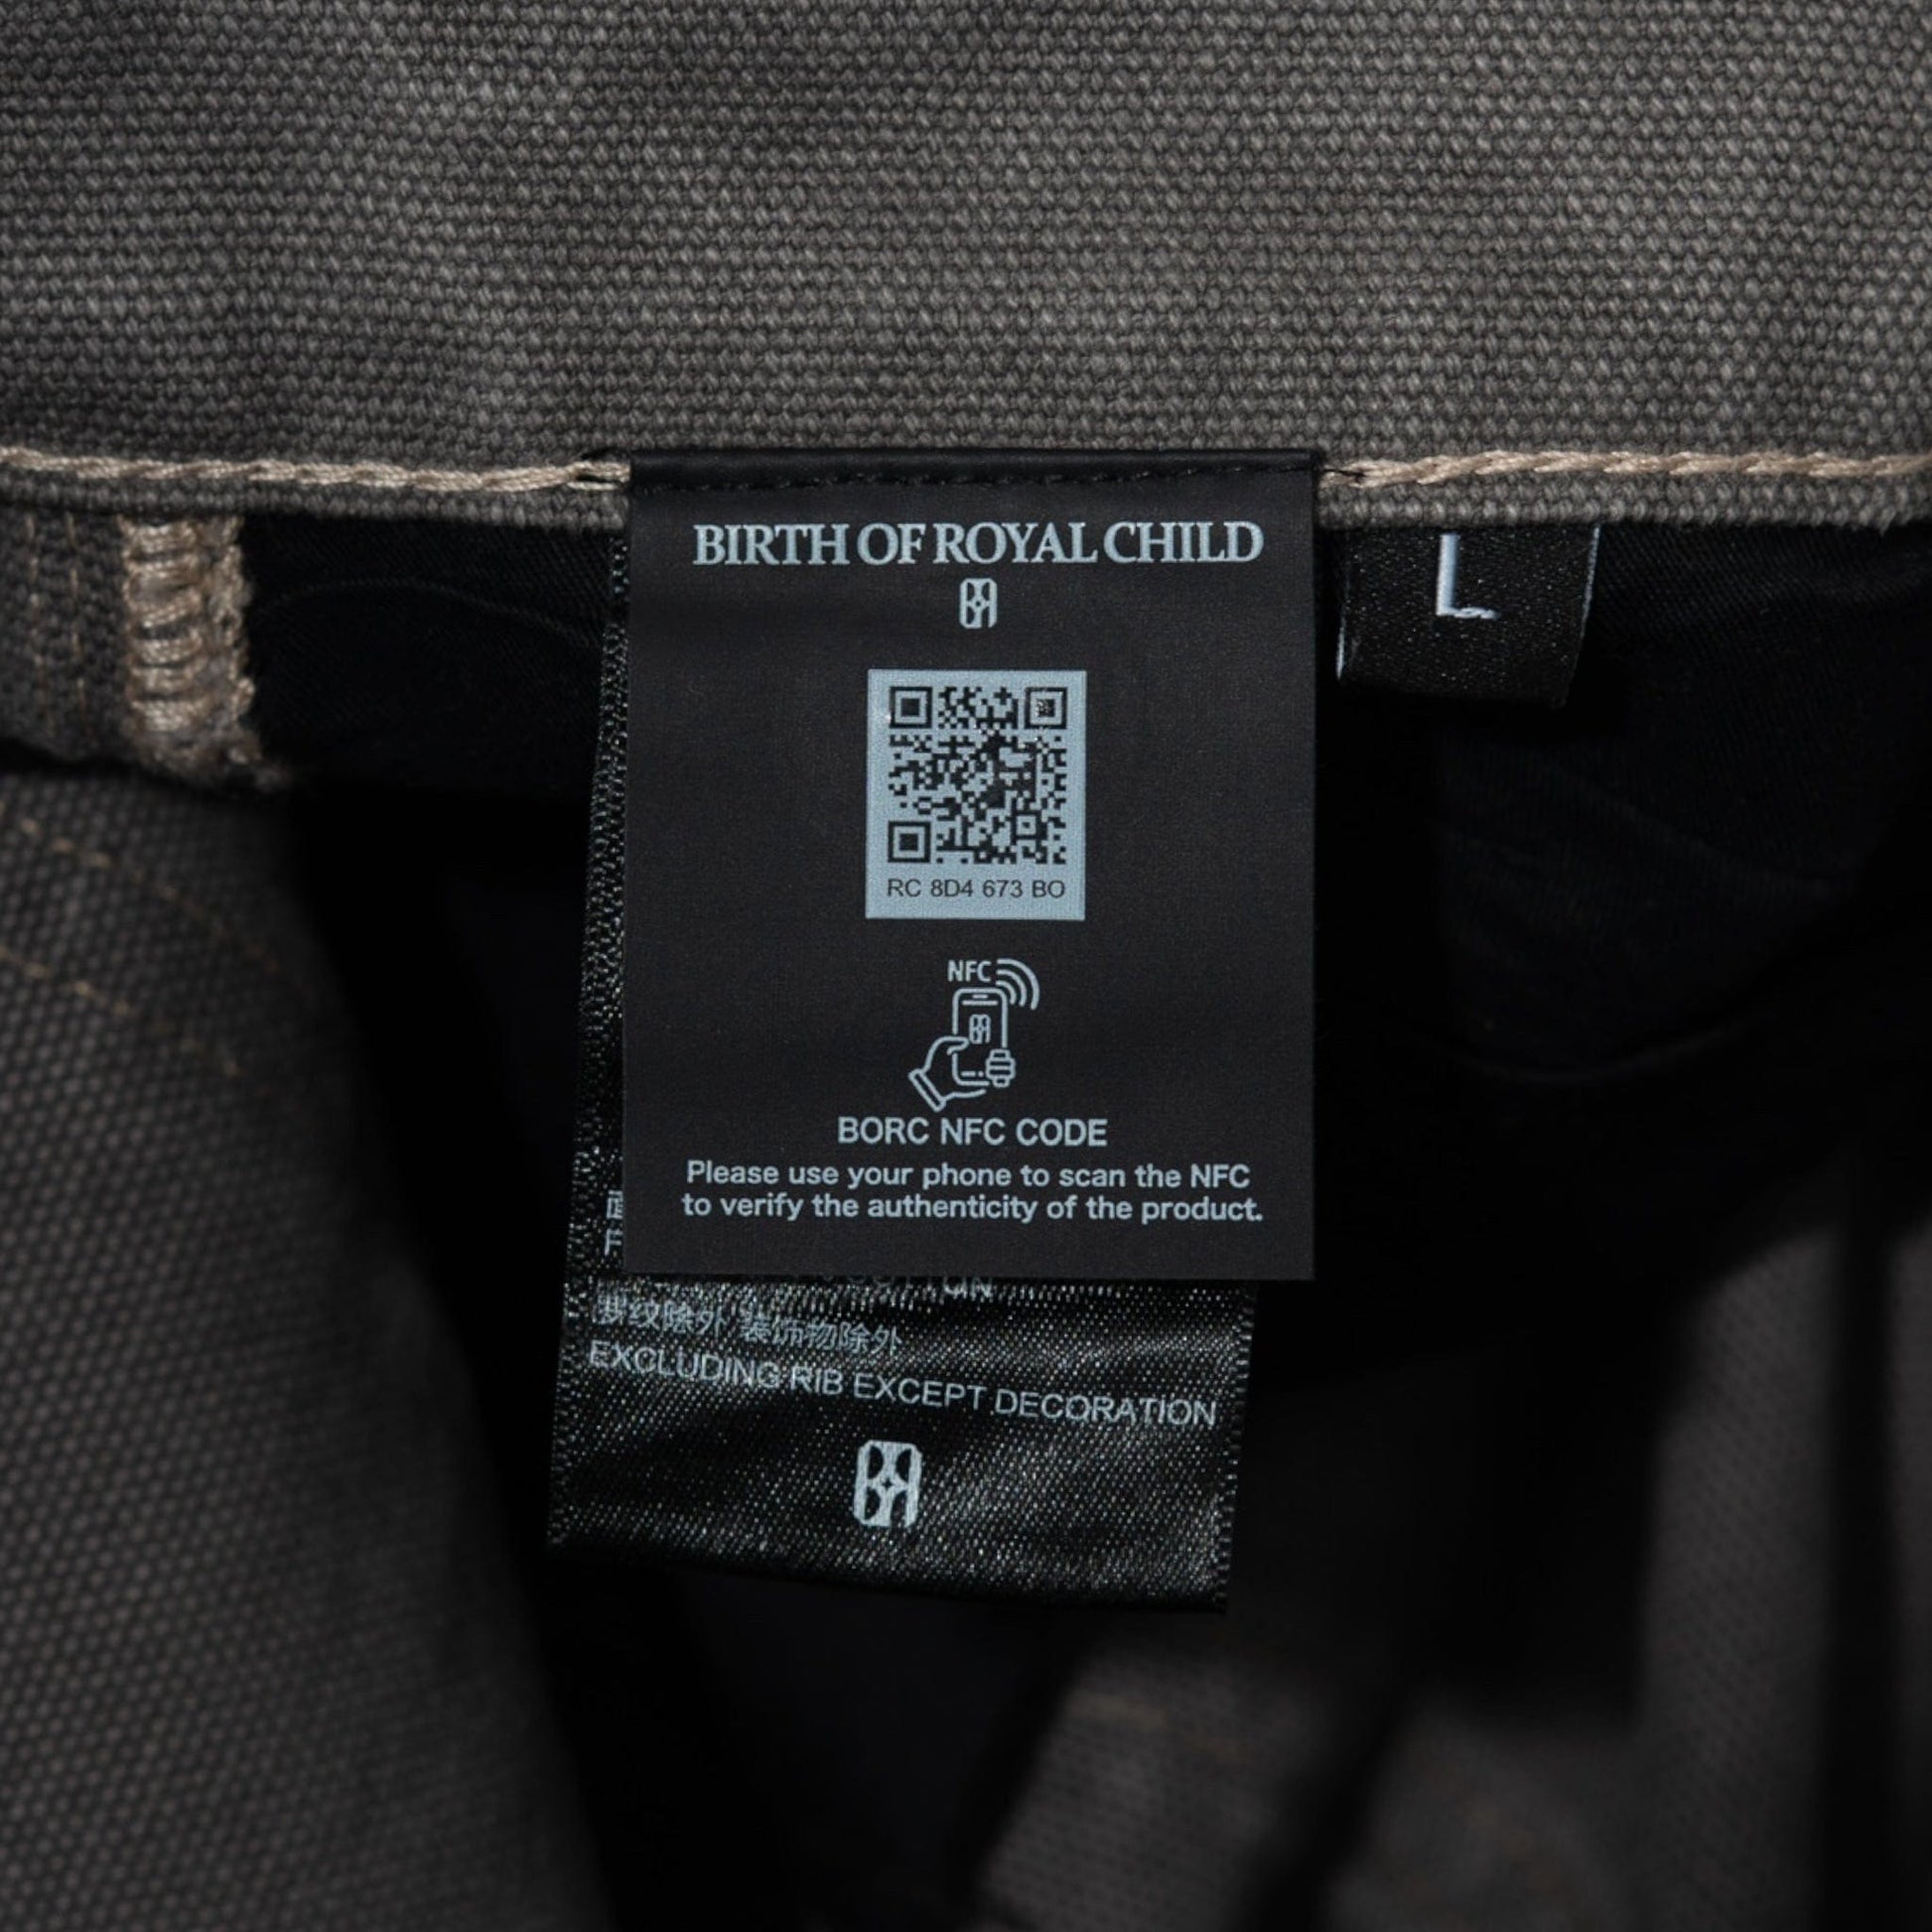 BIRTH OF ROYAL CHILD
L
RC 8D4 673 BO
NFC
BORC NFC CODE
Please use your phone to scan the NFC
to verify the authenticity of the product.
F
COTTON
罗纹除外 装饰物除外
EXCLUDING RIB EXCEPT DECORATION